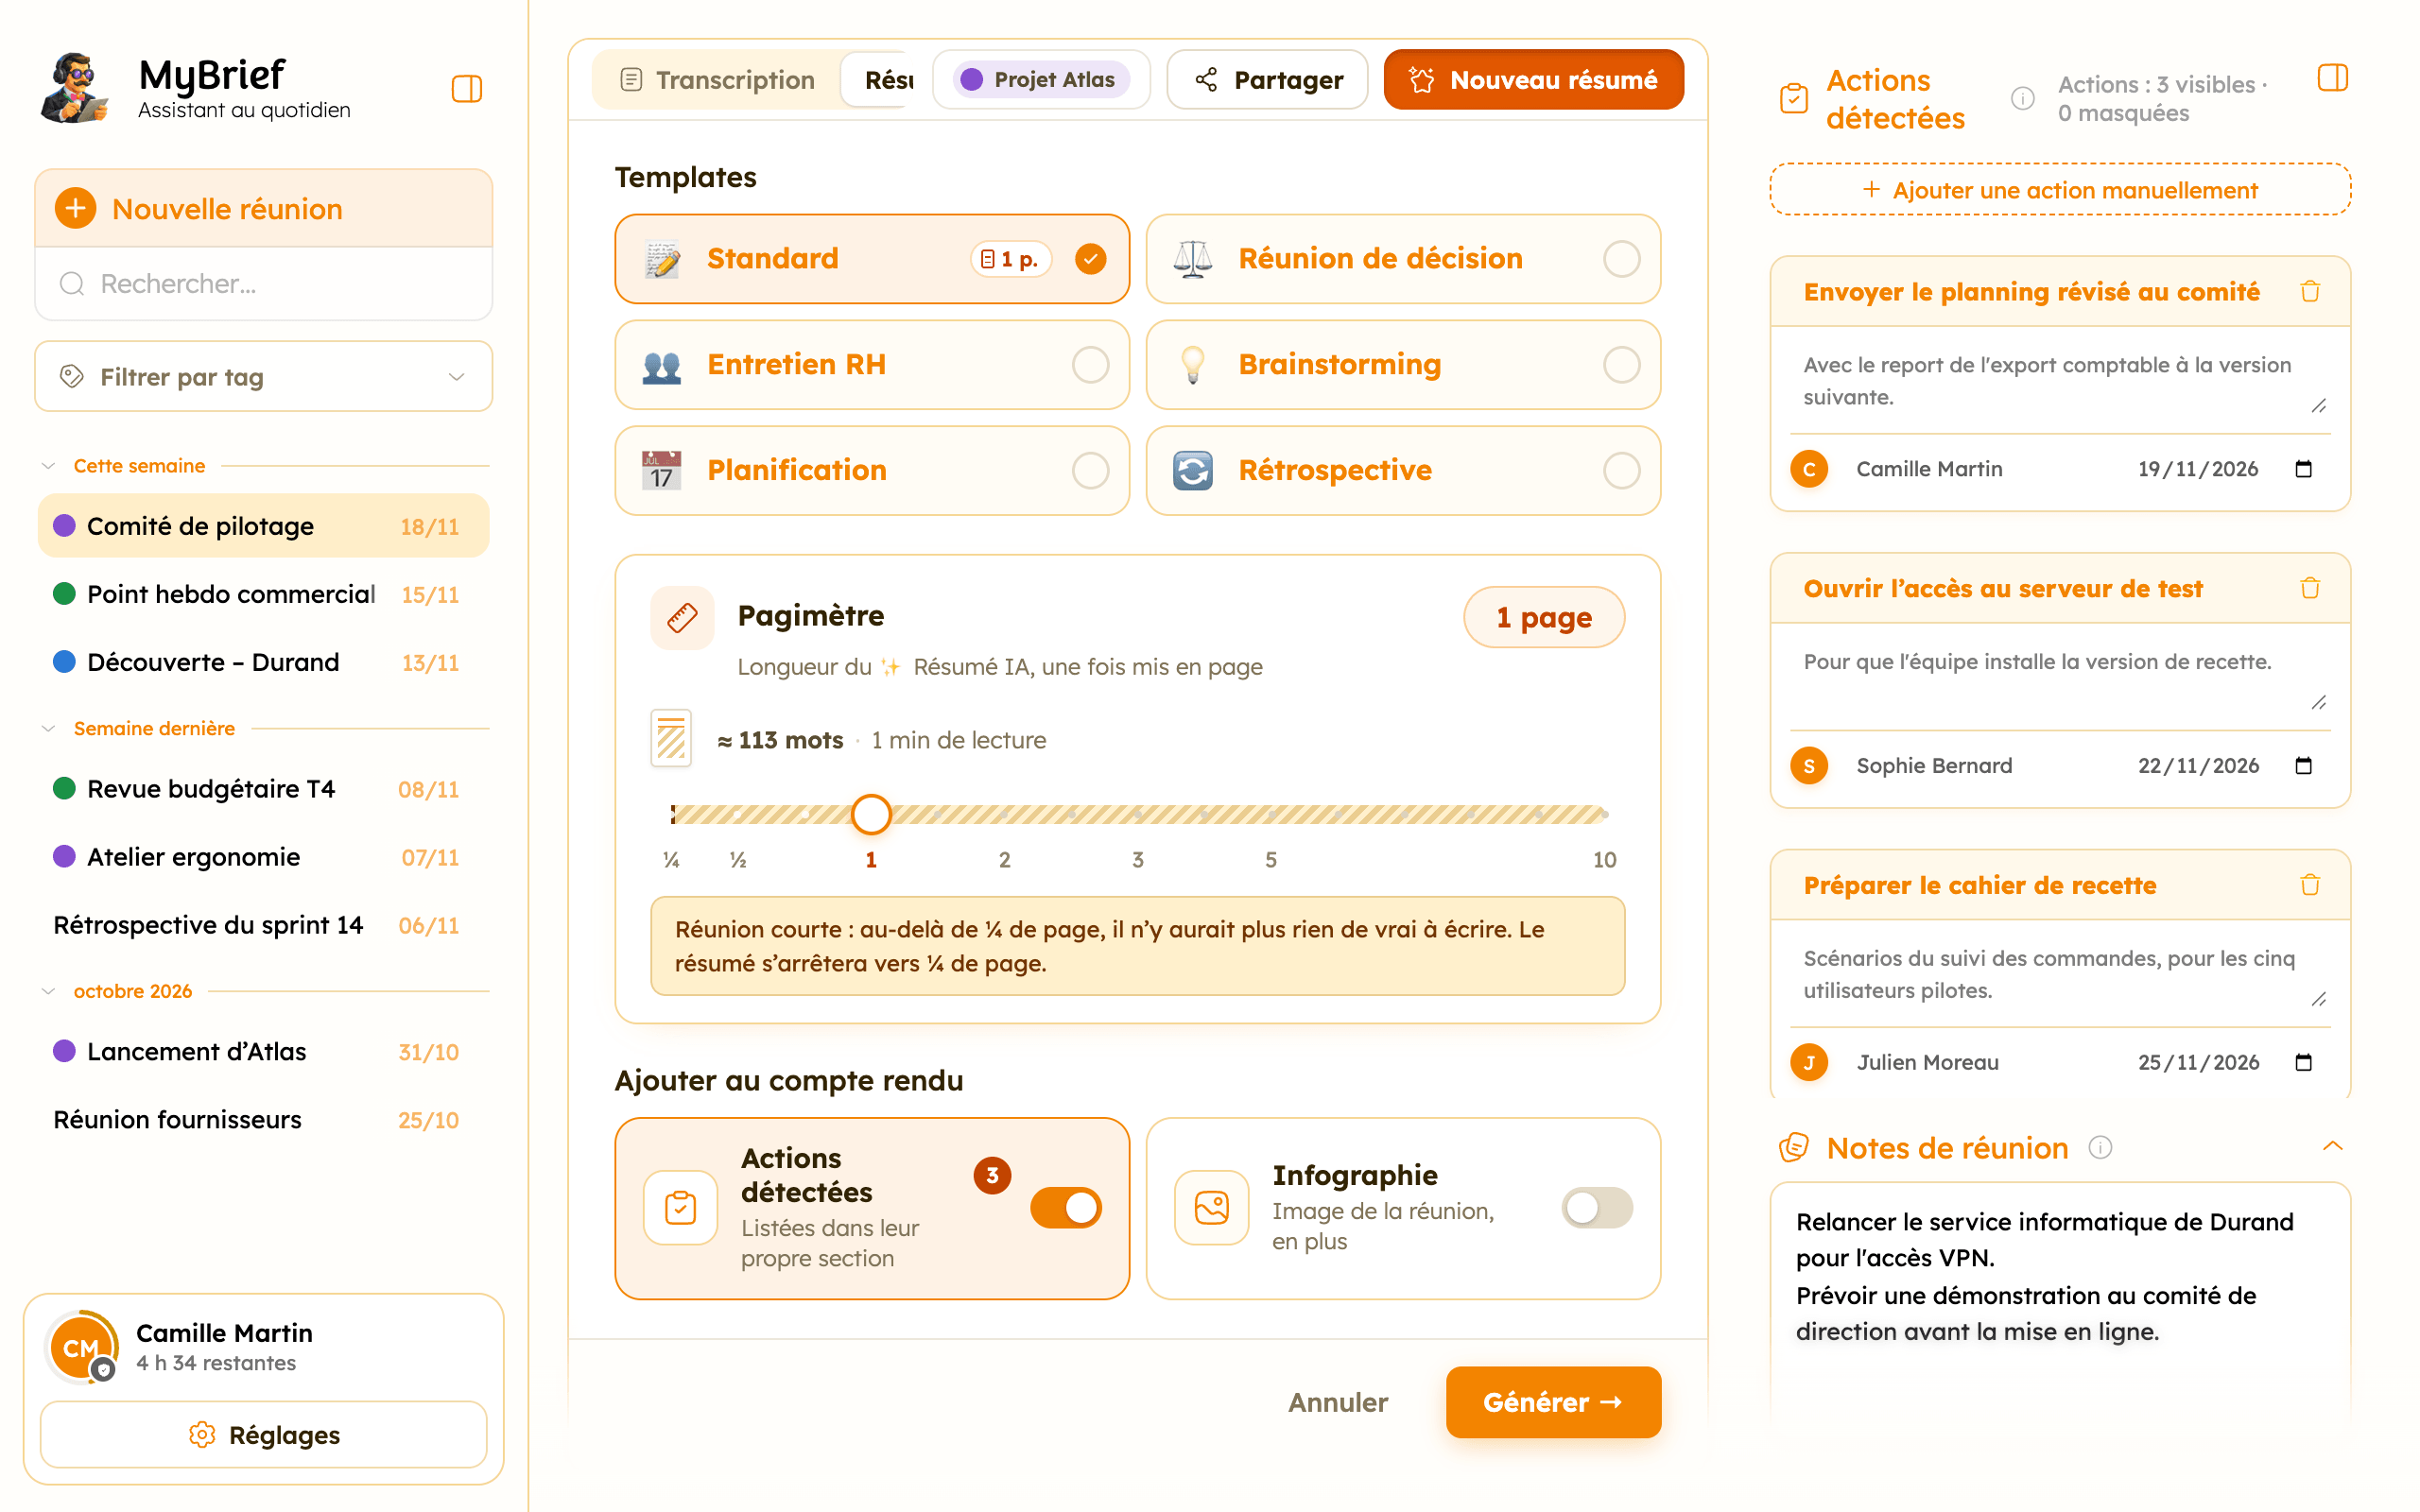 MyBrief
Assistant au quotidien
Nouvelle réunion
Rechercher...
Filtrer par tag
Cette semaine
Comité de pilotage 18/11
Point hebdo commercial 15/11
Découverte – Durand 13/11
Semaine dernière
Revue budgétaire T4 08/11
Atelier ergonomie 07/11
Rétrospective du sprint 14 06/11
octobre 2026
Lancement d’Atlas 31/10
Réunion fournisseurs 25/10
CM
Camille Martin
4 h 34 restantes
Réglages
Transcription
Résu
Projet Atlas
Partager
Nouveau résumé
Templates
Standard 1 p.
Réunion de décision
Entretien RH
Brainstorming
JUL
17
Planification
Rétrospective
Pagimètre
1 page
Longueur du ✨ Résumé IA, une fois mis en page
≈ 113 mots · 1 min de lecture
¼ ½ 1 2 3 5 10
Réunion courte : au-delà de ¼ de page, il n’y aurait plus rien de vrai à écrire. Le
résumé s’arrêtera vers ¼ de page.
Ajouter au compte rendu
Actions
détectées
3
Listées dans leur
propre section
Infographie
Image de la réunion,
en plus
Annuler
Générer →
Actions
détectées
Actions : 3 visibles ·
0 masquées
+ Ajouter une action manuellement
Envoyer le planning révisé au comité
Avec le report de l'export comptable à la version
suivante.
C Camille Martin 19/11/2026
Ouvrir l’accès au serveur de test
Pour que l'équipe installe la version de recette.
S Sophie Bernard 22/11/2026
Préparer le cahier de recette
Scénarios du suivi des commandes, pour les cinq
utilisateurs pilotes.
J Julien Moreau 25/11/2026
Notes de réunion
Relancer le service informatique de Durand
pour l'accès VPN.
Prévoir une démonstration au comité de
direction avant la mise en ligne.